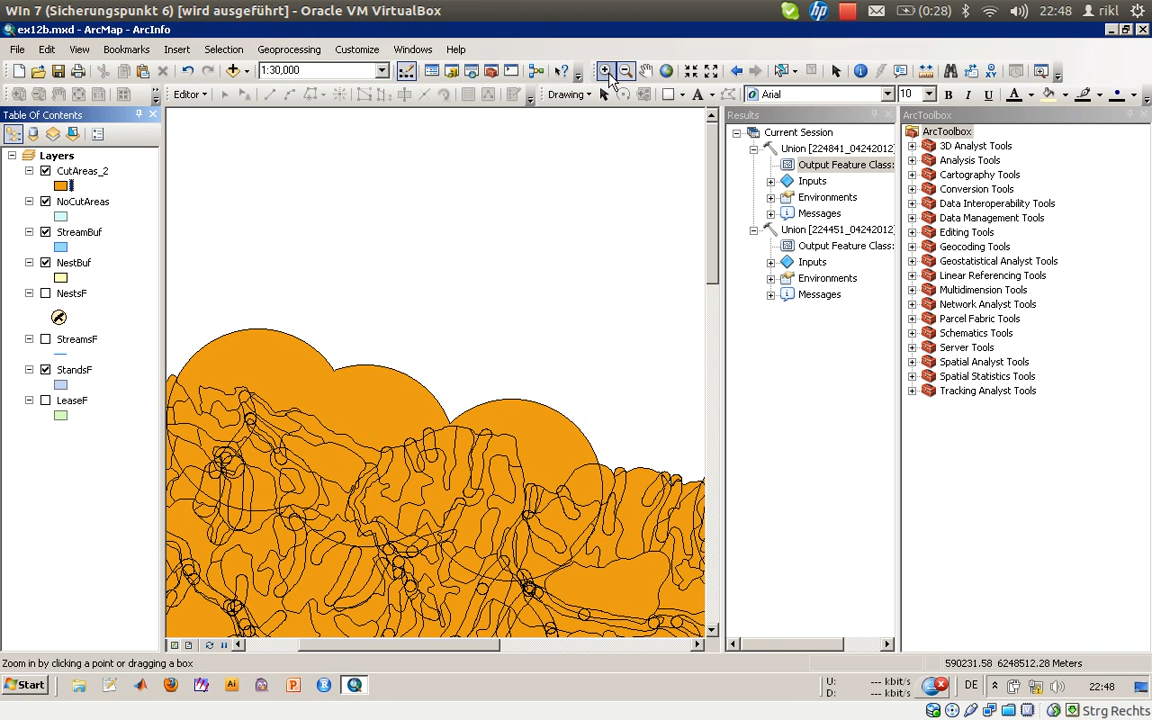 WIn 7 (Sicherungspunkt 6) [wird ausgeführt] - Oracle VM VirtualBox
(0:28)
22:48
rikl
ex12b.mxd - ArcMap - ArcInfo
File Edit View Bookmarks Insert Selection Geoprocessing Customize Windows Help
1:30,000
Editor
Drawing
A
Arial
10
B I U A
Table Of Contents
Layers
CutAreas_2
NoCutAreas
StreamBuf
NestBuf
NestsF
StreamsF
StandsF
LeaseF
Results
Current Session
Union [224841_04242012]
Output Feature Class:
Inputs
Environments
Messages
Union [224451_04242012]
Output Feature Class:
Inputs
Environments
Messages
ArcToolbox
ArcToolbox
3D Analyst Tools
Analysis Tools
Cartography Tools
Conversion Tools
Data Interoperability Tools
Data Management Tools
Editing Tools
Geocoding Tools
Geostatistical Analyst Tools
Linear Referencing Tools
Multidimension Tools
Network Analyst Tools
Parcel Fabric Tools
Schematics Tools
Server Tools
Spatial Analyst Tools
Spatial Statistics Tools
Tracking Analyst Tools
Zoom in by clicking a point or dragging a box
590231.58 6248512.28 Meters
Start
U: --- kbit/s
D: --- kbit/s
DE
22:48
Strg Rechts